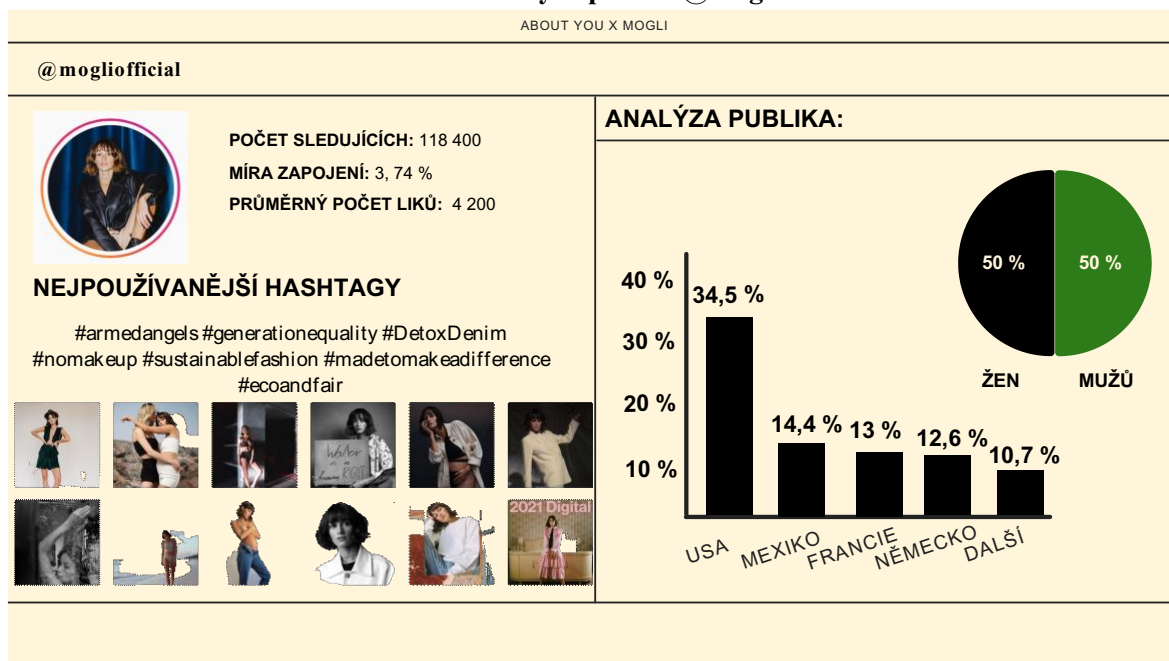 ABOUT YOU X MOGLI
@mogliofficial
POČET SLEDUJÍCÍCH: 118 400
MÍRA ZAPOJENÍ: 3, 74 %
PRŮMĚRNÝ POČET LIKŮ: 4 200
NEJPOUŽÍVANĚJŠÍ HASHTAGY
#armedangels #generationequality #DetoxDenim
#nomakeup #sustainablefashion #madetomakeadifference
#ecoandfair
2021 Digital
ANALÝZA PUBLIKA:
50 %
50 %
ŽEN
MUŽŮ
40 %
30 %
20 %
10 %
34,5 %
14,4 %
13 %
12,6 %
10,7 %
USA
MEXIKO
FRANCIE
NĚMECKO
DALŠÍ